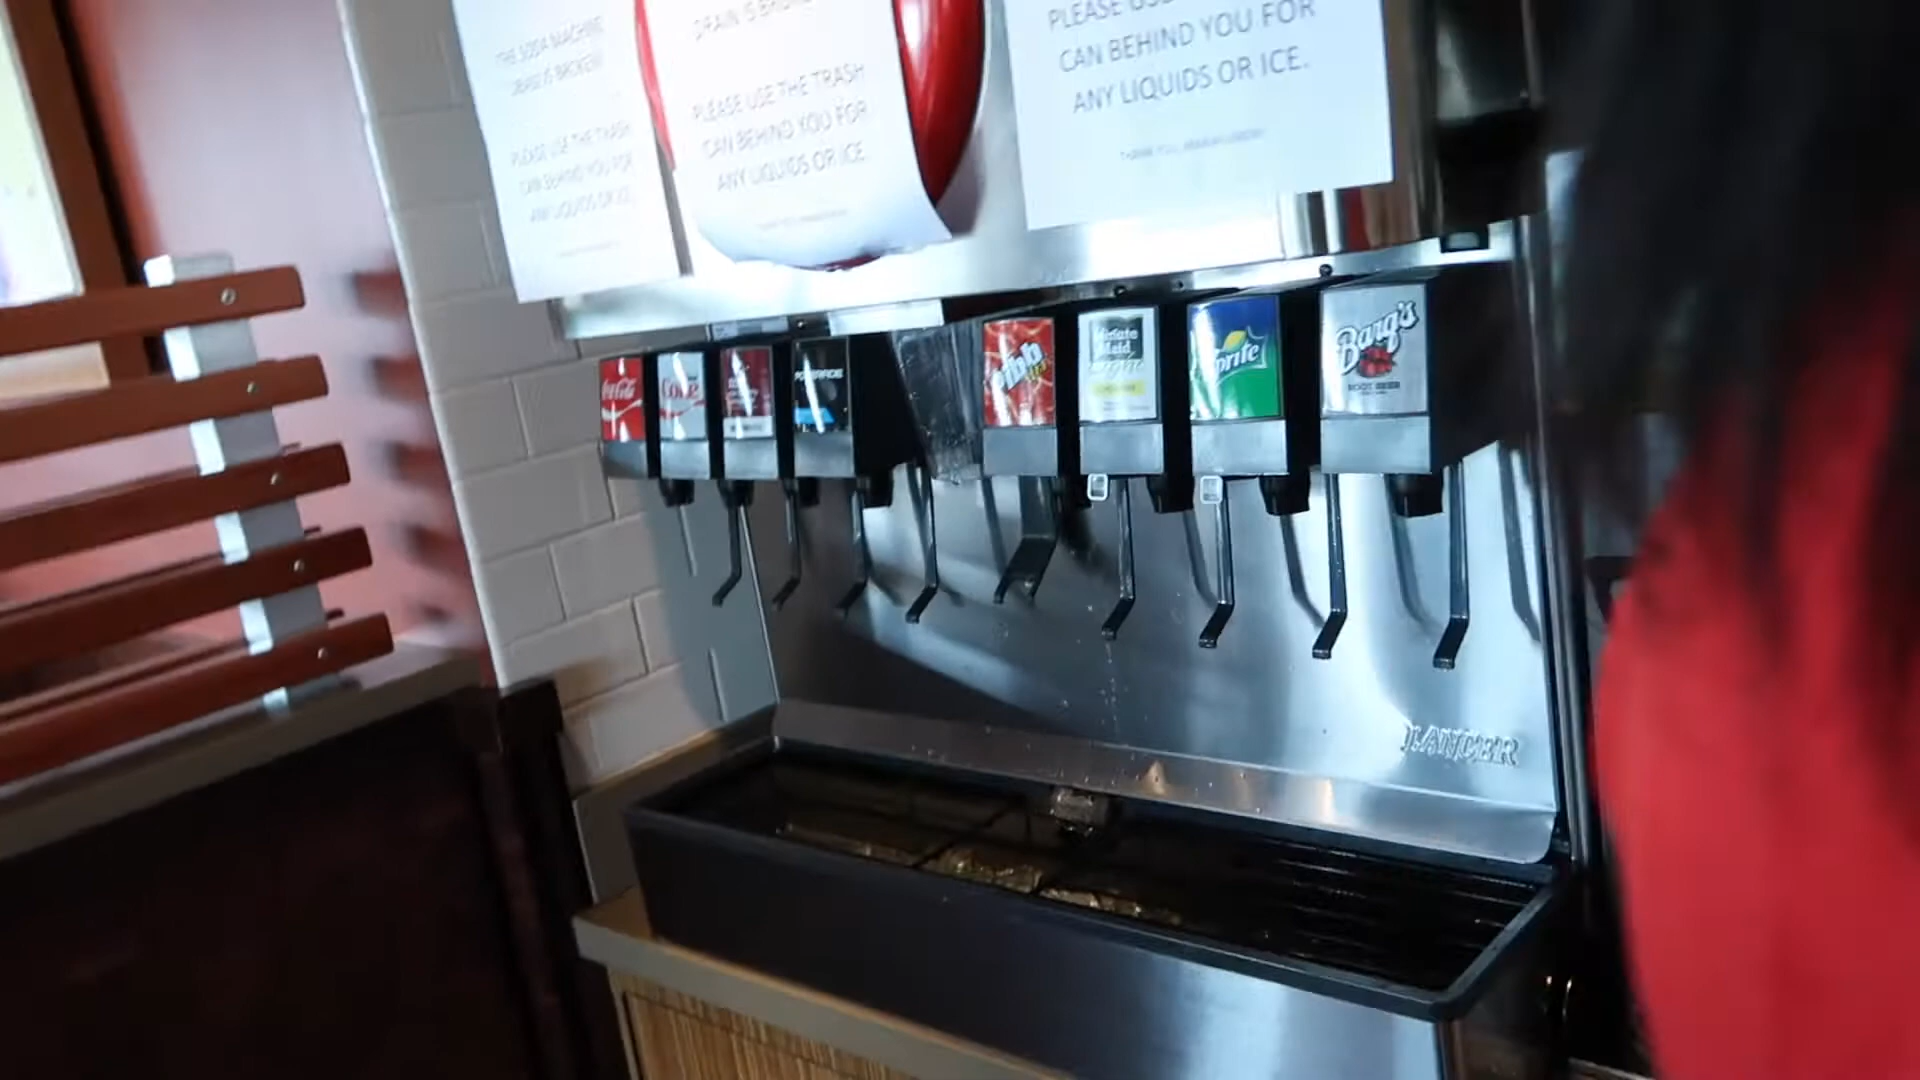 THE SODA MACHINE
DRAIN IS BROKEN!
PLEASE USE THE TRASH
CAN BEHIND YOU FOR
ANY LIQUIDS OR ICE.
DRAIN IS BROKEN
PLEASE USE THE TRASH
CAN BEHIND YOU FOR
ANY LIQUIDS OR ICE.
PLEASE USE
CAN BEHIND YOU FOR
ANY LIQUIDS OR ICE.
THANK YOU
Coca-Cola
Coke
POWERADE
Pibb
Minute
Maid
Sprite
Barq's
ROOT BEER
LANCER